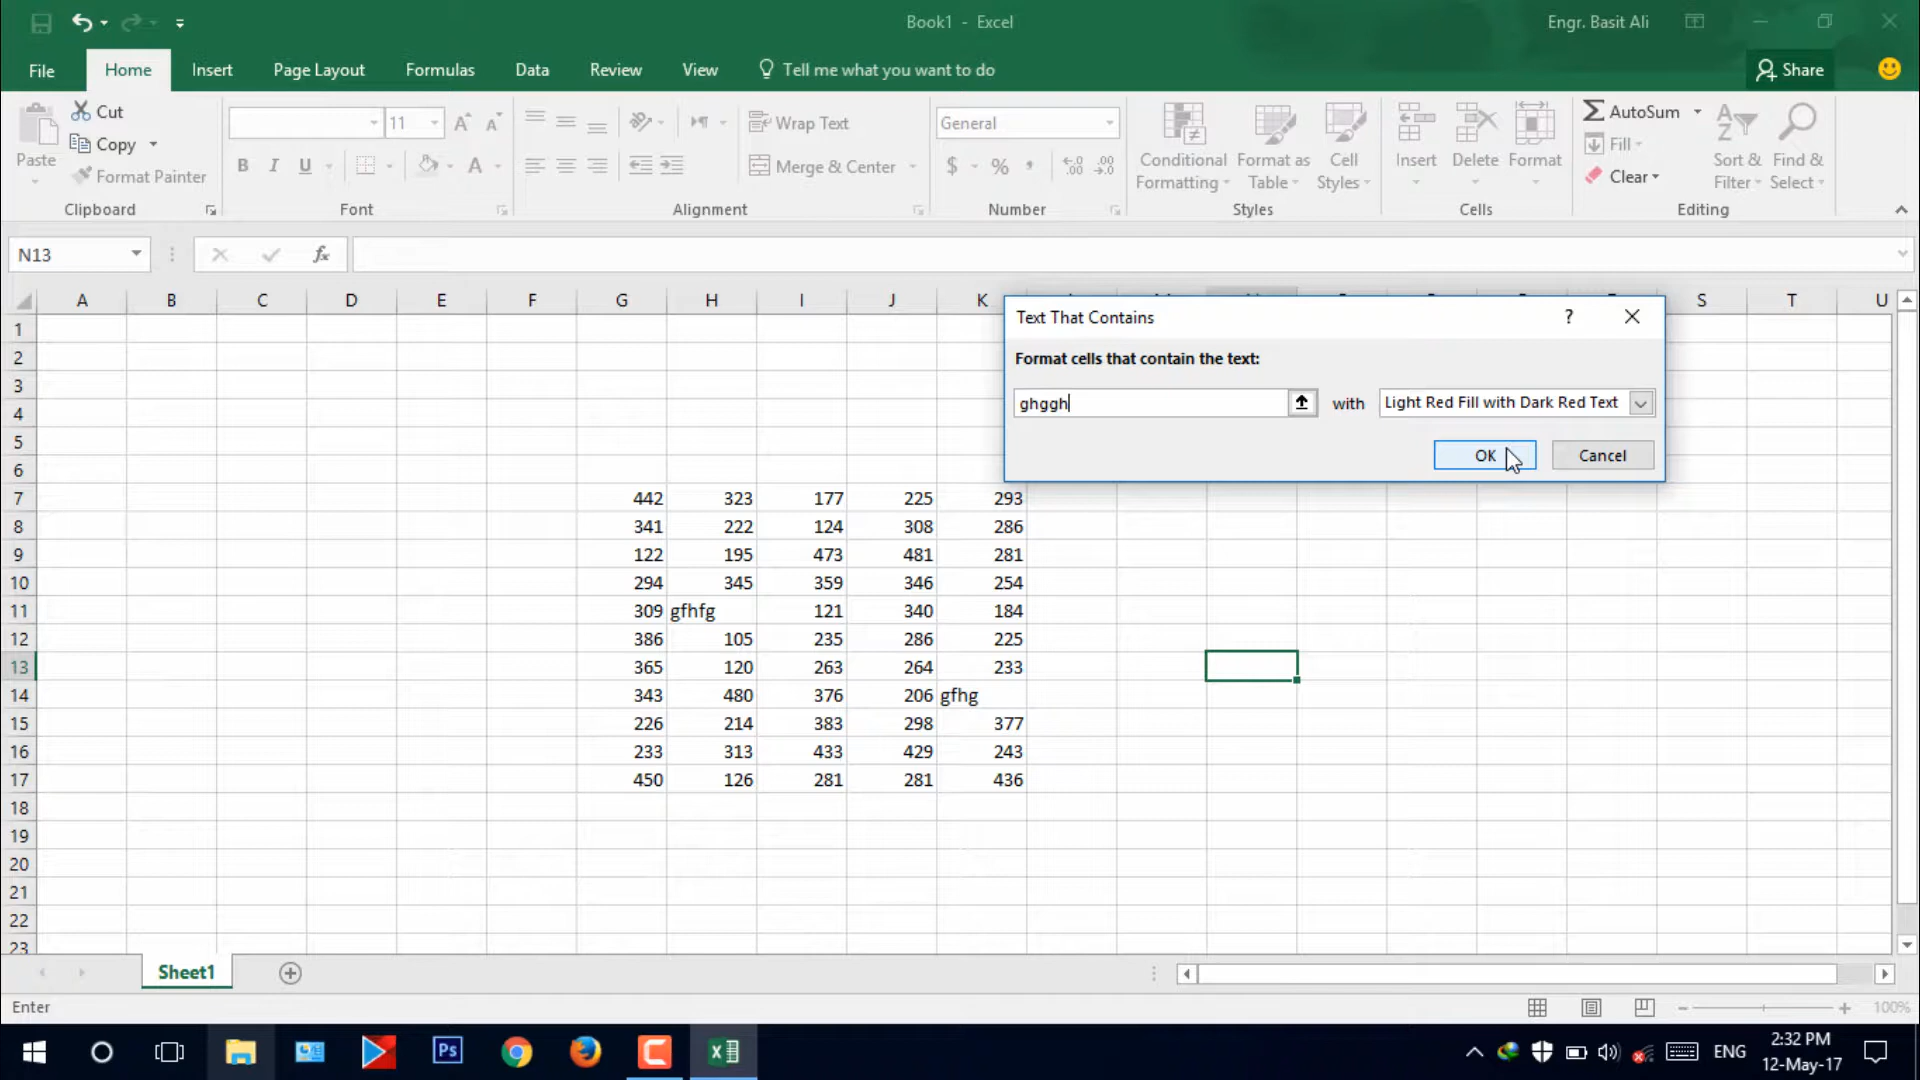 Book1 - Excel
Engr. Basit Ali
File Home Insert Page Layout Formulas Data Review View Tell me what you want to do Share
Cut
Copy
Format Painter
Paste
Clipboard
11
B I U A
Font
Wrap Text
Merge & Center
Alignment
General
$ % ,
Number
Conditional Formatting
Format as Table
Cell Styles
Styles
Insert Delete Format
Cells
AutoSum
Fill
Clear
Sort & Filter
Find & Select
Editing
N13 fx
A B C D E F G H I J K S T U
Text That Contains ? 
Format cells that contain the text:
ghggh with Light Red Fill with Dark Red Text
OK Cancel
1
2
3
4
5
6
7 442 323 177 225 293
8 341 222 124 308 286
9 122 195 473 481 281
10 294 345 359 346 254
11 309 gfhfg 121 340 184
12 386 105 235 286 225
13 365 120 263 264 233
14 343 480 376 206 gfhg
15 226 214 383 298 377
16 233 313 433 429 243
17 450 126 281 281 436
18
19
20
21
22
23
Sheet1
Enter 100%
Ps ENG 2:32 PM
12-May-17